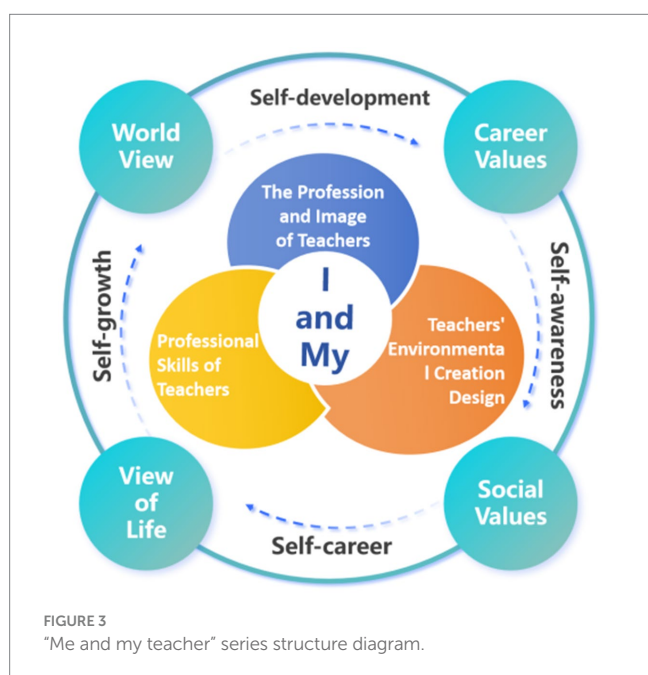 Self-development
World
View
Career
Values
The Profession
and Image
of Teachers
Self-growth
Self-awareness
I
and
My
Professional
Skills of
Teachers
Teachers'
Environmenta
l Creation
Design
View
of
Life
Social
Values
Self-career
FIGURE 3
“Me and my teacher” series structure diagram.